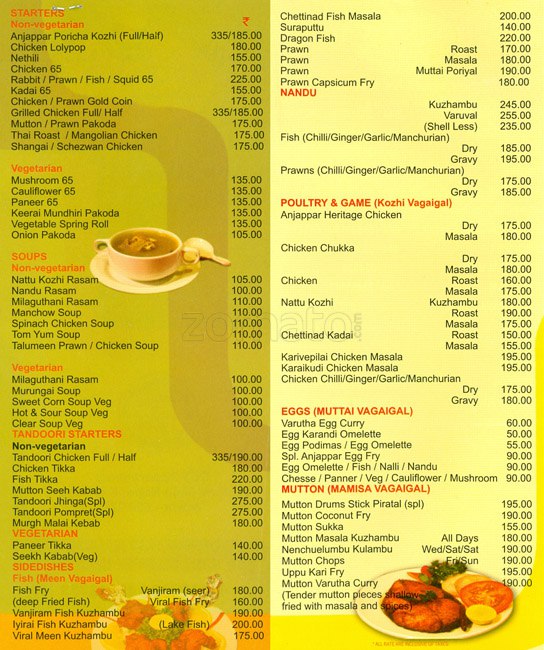 STARTERS
Non-vegetarian ₹
Anjappar Poricha Kozhi (Full/Half) 335/185.00
Chicken Lolypop 180.00
Nethili 155.00
Chicken 65 170.00
Rabbit / Prawn / Fish / Squid 65 225.00
Kadai 65 155.00
Chicken / Prawn Gold Coin 175.00
Grilled Chicken Full/ Half 335/185.00
Mutton / Prawn Pakoda 175.00
Thai Roast / Mangolian Chicken 175.00
Shangai / Schezwan Chicken 175.00
Vegetarian
Mushroom 65 135.00
Cauliflower 65 135.00
Paneer 65 135.00
Keerai Mundhiri Pakoda 135.00
Vegetable Spring Roll 135.00
Onion Pakoda 105.00
SOUPS
Non-vegetarian
Nattu Kozhi Rasam 105.00
Nandu Rasam 100.00
Milaguthani Rasam 110.00
Manchow Soup 110.00
Spinach Chicken Soup 110.00
Tom Yum Soup 110.00
Talumeen Prawn / Chicken Soup 110.00
Vegetarian
Milaguthani Rasam 100.00
Murungai Soup 100.00
Sweet Corn Soup Veg 100.00
Hot & Sour Soup Veg 100.00
Clear Soup Veg 100.00
TANDOORI STARTERS
Non-vegetarian
Tandoori Chicken Full / Half 335/190.00
Chicken Tikka 180.00
Fish Tikka 220.00
Mutton Seeh Kabab 190.00
Tandoori Jhinga(Spl) 275.00
Tandoori Pompret(Spl) 275.00
Murgh Malai Kebab 180.00
VEGETARIAN
Paneer Tikka 140.00
Seekh Kabab(Veg) 140.00
SIDEDISHES
Fish (Meen Vagaigal)
Fish Fry Vanjiram (seer) 180.00
(deep Fried Fish) Viral Fish Fry 160.00
Vanjiram Fish Kuzhambu 190.00
Iyirai Fish Kuzhambu (Lake Fish) 200.00
Viral Meen Kuzhambu 175.00
Chettinad Fish Masala 200.00
Suraputtu 140.00
Dragon Fish 220.00
Prawn Roast 170.00
Prawn Masala 180.00
Prawn Muttai Poriyal 190.00
Prawn Capsicum Fry 180.00
NANDU
Kuzhambu 245.00
Varuval 255.00
(Shell Less) 235.00
Fish (Chilli/Ginger/Garlic/Manchurian)
Dry 185.00
Gravy 195.00
Prawns (Chilli/Ginger/Garlic/Manchurian)
Dry 175.00
Gravy 185.00
POULTRY & GAME (Kozhi Vagaigal)
Anjappar Heritage Chicken
Dry 175.00
Masala 180.00
Chicken Chukka
Dry 175.00
Masala 180.00
Chicken Roast 160.00
Masala 175.00
Nattu Kozhi Kuzhambu 180.00
Roast 190.00
Masala 175.00
Chettinad Kadai Roast 150.00
Masala 155.00
Karivepilai Chicken Masala 195.00
Karaikudi Chicken Masala 195.00
Chicken Chilli/Ginger/Garlic/Manchurian
Dry 175.00
Gravy 180.00
EGGS (MUTTAI VAGAIGAL)
Varutha Egg Curry 60.00
Egg Karandi Omelette 50.00
Egg Podimas / Egg Omelette 55.00
Spl. Anjappar Egg Fry 90.00
Egg Omelette / Fish / Nalli / Nandu 90.00
Chesse / Panner / Veg / Cauliflower / Mushroom 90.00
MUTTON (MAMISA VAGAIGAL)
Mutton Drums Stick Piratal (spl) 195.00
Mutton Coconut Fry 190.00
Mutton Sukka 155.00
Mutton Masala Kuzhambu All Days 180.00
Nenchuelumbu Kulambu Wed/Sat/Sat 190.00
Mutton Chops Fri/Sun 190.00
Uppu Kari Fry 195.00
Mutton Varutha Curry 190.00
(Tender mutton pieces shallow
fried with masala and spices)
* ALL RATE ARE INCLUSIVE OF TAXES *
zomato.com